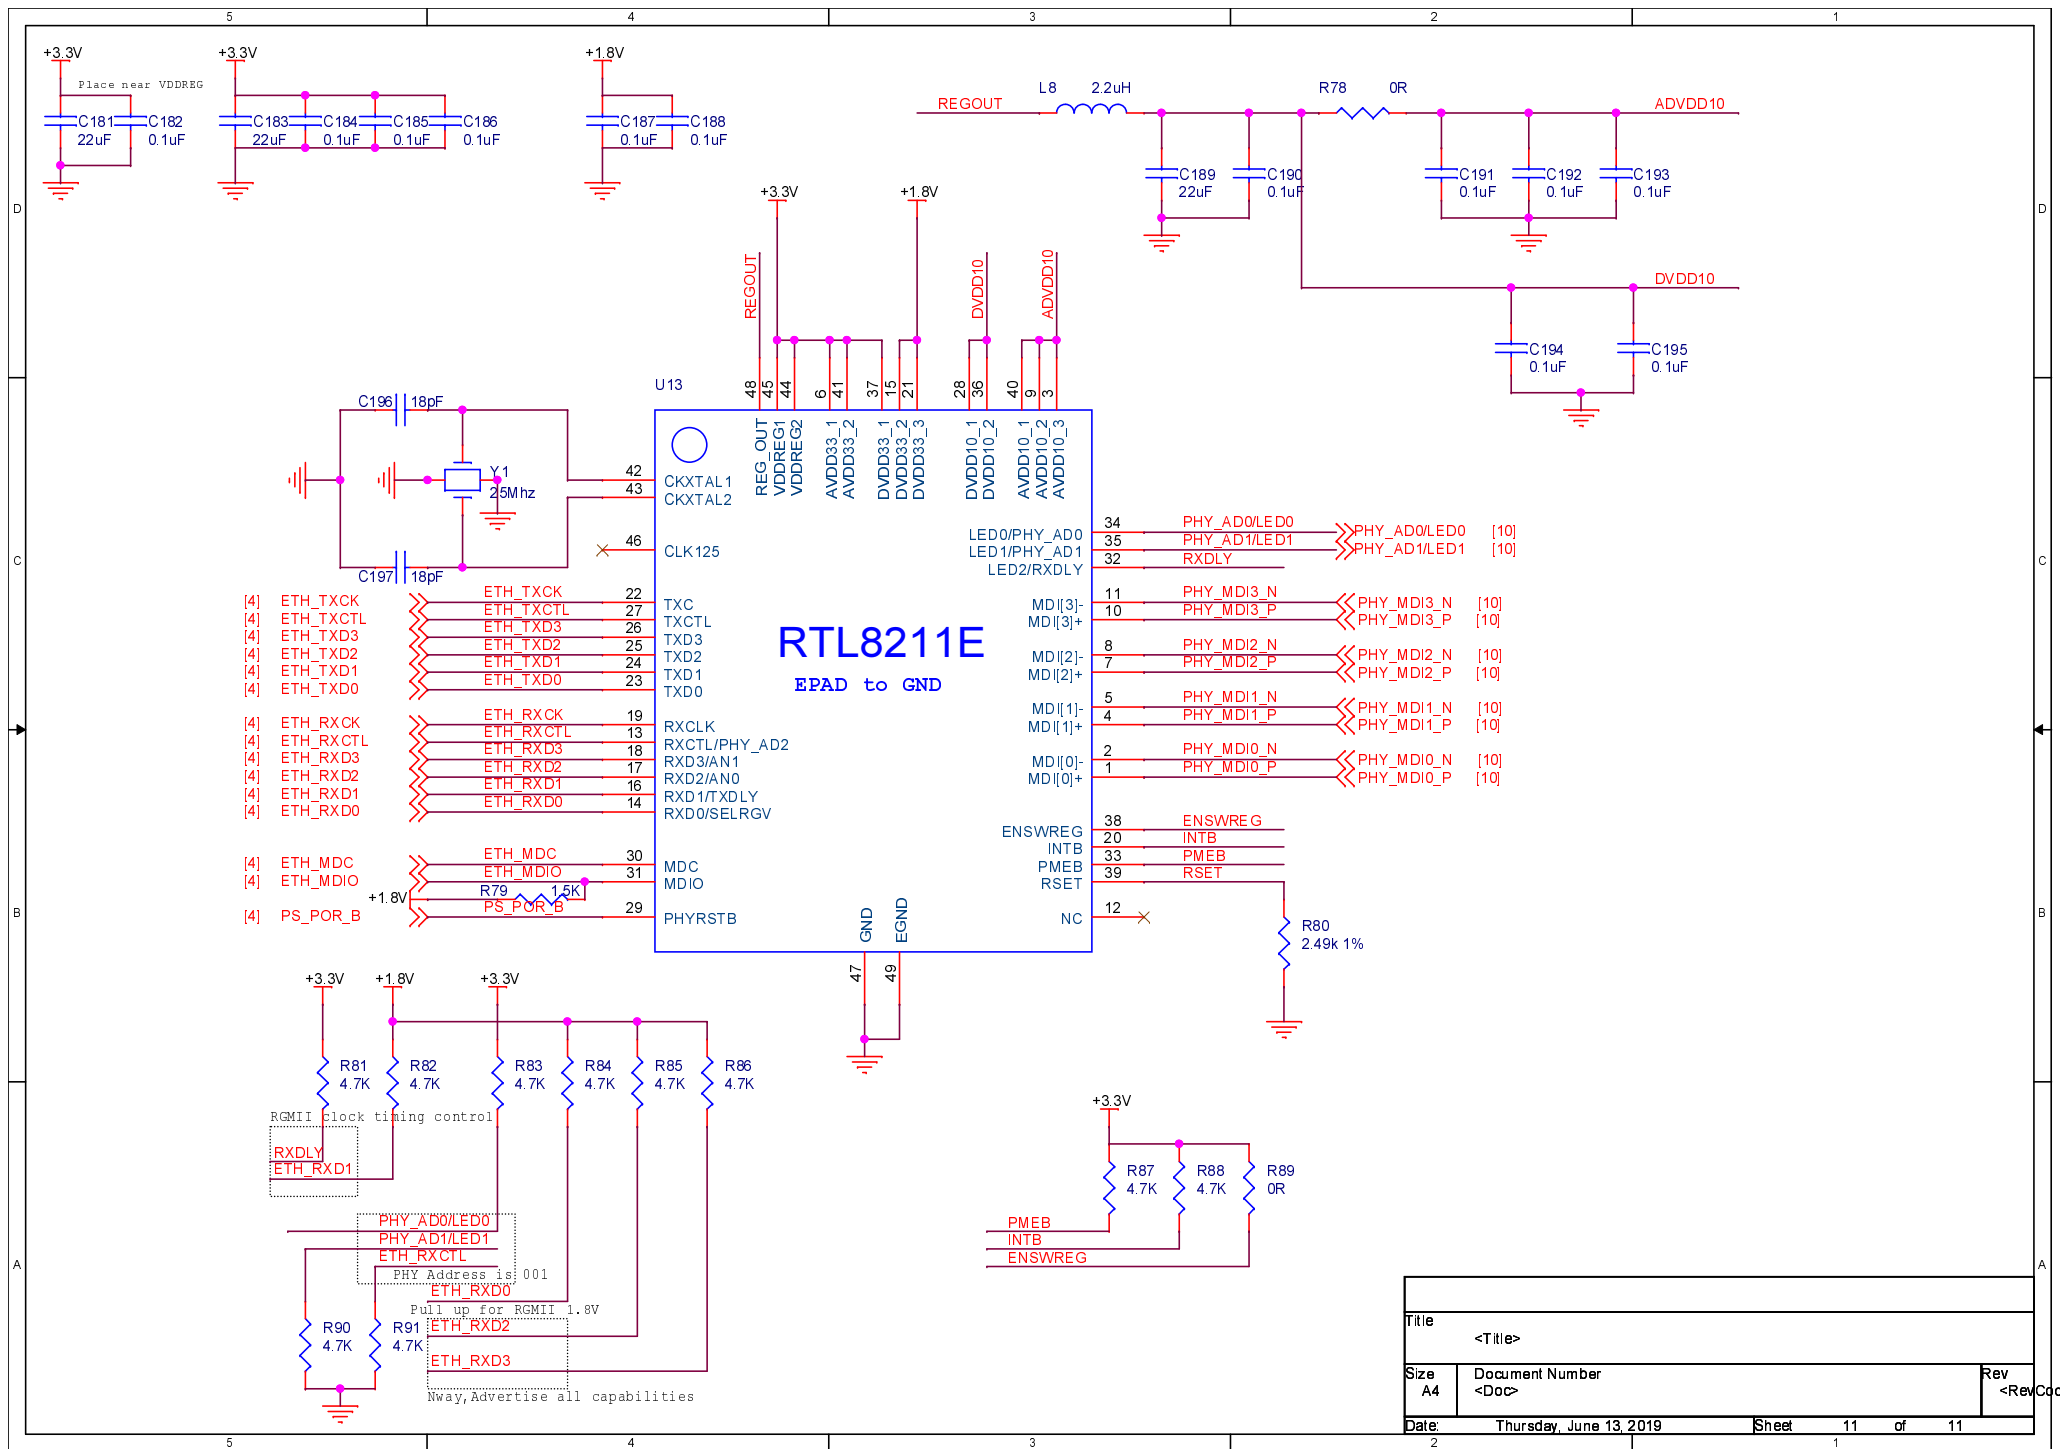 5 4 3 2 1
+3.3V
Place near VDDREG
C181
22uF
C182
0.1uF
+3.3V
C183
22uF
C184
0.1uF
C185
0.1uF
C186
0.1uF
+1.8V
C187
0.1uF
C188
0.1uF
REGOUT
L8 2.2uH
R78 0R
ADVDD10
C189
22uF
C190
0.1uF
C191
0.1uF
C192
0.1uF
C193
0.1uF
DVDD10
C194
0.1uF
C195
0.1uF
D
D
+3.3V
+1.8V
REGOUT
DVDD10
ADVDD10
U13
48 45 44 6 41 37 15 21 28 36 40 9 3
REG_OUT
VDDREG1
VDDREG2
AVDD33_1
AVDD33_2
DVDD33_1
DVDD33_2
DVDD33_3
DVDD10_1
DVDD10_2
AVDD10_1
AVDD10_2
AVDD10_3
C196 18pF
Y1
25Mhz
C197 18pF
42 CKXTAL1
43 CKXTAL2
46 CLK125
C
C
[4] ETH_TXCK ETH_TXCK 22 TXC
[4] ETH_TXCTL ETH_TXCTL 27 TXCTL
[4] ETH_TXD3 ETH_TXD3 26 TXD3
[4] ETH_TXD2 ETH_TXD2 25 TXD2
[4] ETH_TXD1 ETH_TXD1 24 TXD1
[4] ETH_TXD0 ETH_TXD0 23 TXD0
[4] ETH_RXCK ETH_RXCK 19 RXCLK
[4] ETH_RXCTL ETH_RXCTL 13 RXCTL/PHY_AD2
[4] ETH_RXD3 ETH_RXD3 18 RXD3/AN1
[4] ETH_RXD2 ETH_RXD2 17 RXD2/AN0
[4] ETH_RXD1 ETH_RXD1 16 RXD1/TXDLY
[4] ETH_RXD0 ETH_RXD0 14 RXD0/SELRGV
[4] ETH_MDC ETH_MDC 30 MDC
[4] ETH_MDIO ETH_MDIO 31 MDIO
+1.8V R79 1.5K
[4] PS_POR_B PS_POR_B 29 PHYRSTB
RTL8211E
EPAD to GND
LED0/PHY_AD0 34 PHY_AD0/LED0 PHY_AD0/LED0 [10]
LED1/PHY_AD1 35 PHY_AD1/LED1 PHY_AD1/LED1 [10]
LED2/RXDLY 32 RXDLY
MDI[3]- 11 PHY_MDI3_N PHY_MDI3_N [10]
MDI[3]+ 10 PHY_MDI3_P PHY_MDI3_P [10]
MDI[2]- 8 PHY_MDI2_N PHY_MDI2_N [10]
MDI[2]+ 7 PHY_MDI2_P PHY_MDI2_P [10]
MDI[1]- 5 PHY_MDI1_N PHY_MDI1_N [10]
MDI[1]+ 4 PHY_MDI1_P PHY_MDI1_P [10]
MDI[0]- 2 PHY_MDI0_N PHY_MDI0_N [10]
MDI[0]+ 1 PHY_MDI0_P PHY_MDI0_P [10]
ENSWREG 38 ENSWREG
INTB 20 INTB
PMEB 33 PMEB
RSET 39 RSET
NC 12
GND
EGND
47 49
R80
2.49k 1%
B
B
+3.3V
+1.8V
+3.3V
R81
4.7K
R82
4.7K
R83
4.7K
R84
4.7K
R85
4.7K
R86
4.7K
RGMII clock timing control
RXDLY
ETH_RXD1
PHY_AD0/LED0
PHY_AD1/LED1
ETH_RXCTL
PHY Address is 001
ETH_RXD0
Pull up for RGMII 1.8V
ETH_RXD2
ETH_RXD3
Nway,Advertise all capabilities
R90
4.7K
R91
4.7K
+3.3V
R87
4.7K
R88
4.7K
R89
0R
PMEB
INTB
ENSWREG
A
A
Title
<Title>
Size
A4
Document Number
<Doc>
Rev
<RevCo
Date: Thursday, June 13, 2019 Sheet 11 of 11
5 4 3 2 1